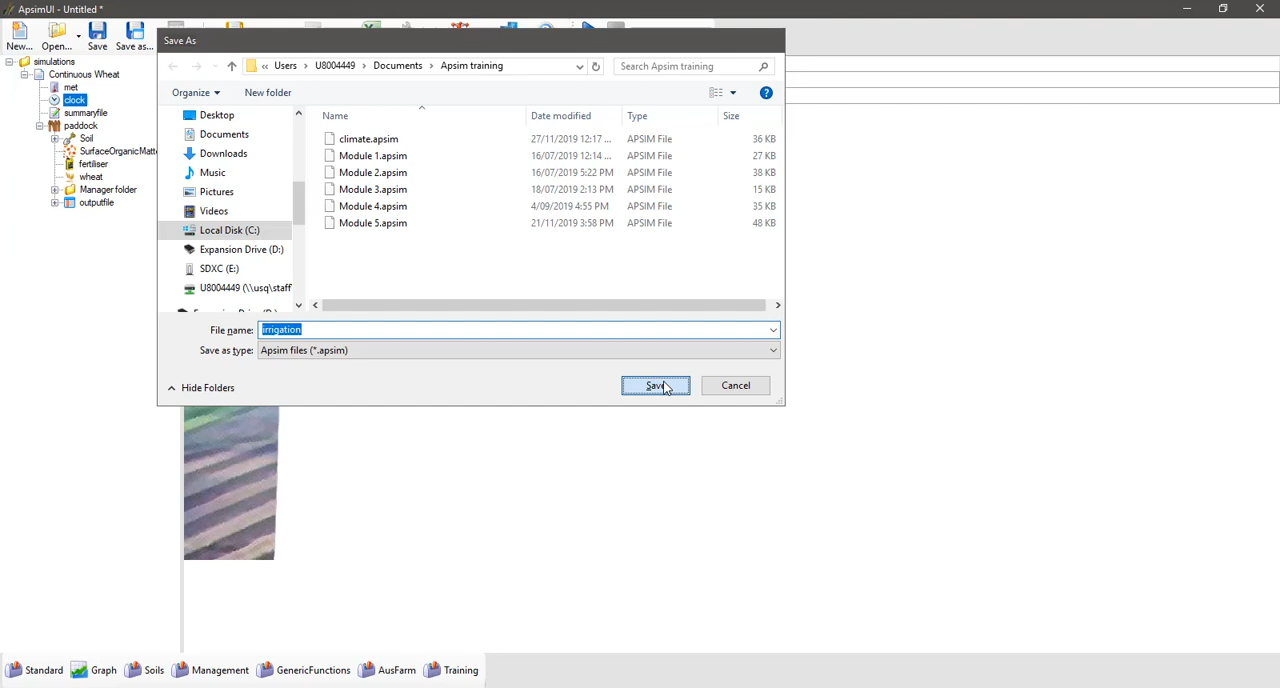 ApsimUI - Untitled *
New... Open... Save Save as...
Save As
« Users › U8004449 › Documents › Apsim training
Search Apsim training
Organize New folder
Name Date modified Type Size
climate.apsim 27/11/2019 12:17 ... APSIM File 36 KB
Module 1.apsim 16/07/2019 12:14 ... APSIM File 27 KB
Module 2.apsim 16/07/2019 5:22 PM APSIM File 38 KB
Module 3.apsim 18/07/2019 2:13 PM APSIM File 15 KB
Module 4.apsim 4/09/2019 4:55 PM APSIM File 35 KB
Module 5.apsim 21/11/2019 3:58 PM APSIM File 48 KB
Desktop
Documents
Downloads
Music
Pictures
Videos
Local Disk (C:)
Expansion Drive (D:)
SDXC (E:)
U8004449 (\\usq\staff
File name: irrigation
Save as type: Apsim files (*.apsim)
Hide Folders
Save Cancel
simulations
Continuous Wheat
met
clock
summaryfile
paddock
Soil
SurfaceOrganicMatte
fertiliser
wheat
Manager folder
outputfile
Standard Graph Soils Management GenericFunctions AusFarm Training